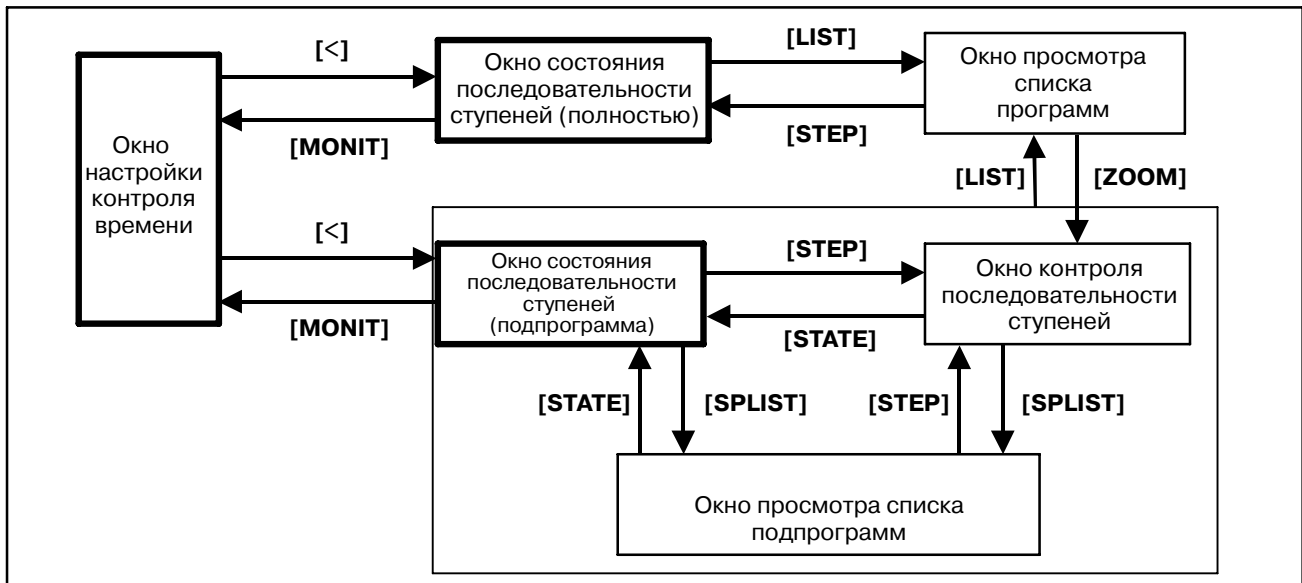 [<]
[LIST]
Окно состояния
последовательности
ступеней (полностью)
Окно просмотра
списка
программ
[MONIT]
[STEP]
Окно
настройки
контроля
времени
[LIST]
[ZOOM]
[<]
Окно состояния
последовательности
ступеней
(подпрограмма)
[STEP]
Окно контроля
последовательности
ступеней
[MONIT]
[STATE]
[STATE]
[SPLIST]
[STEP]
[SPLIST]
Окно просмотра списка
подпрограмм